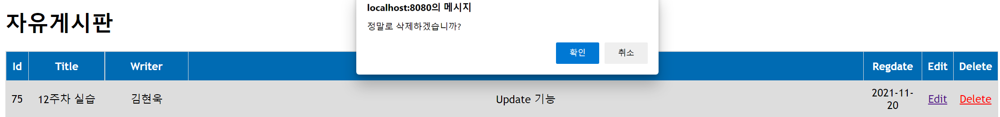 localhost:8080의 메시지
정말로 삭제하겠습니까?
확인 취소
자유게시판
Id Title Writer Regdate Edit Delete
75 12주차 실습 김현욱 Update 기능 2021-11-
20 Edit Delete